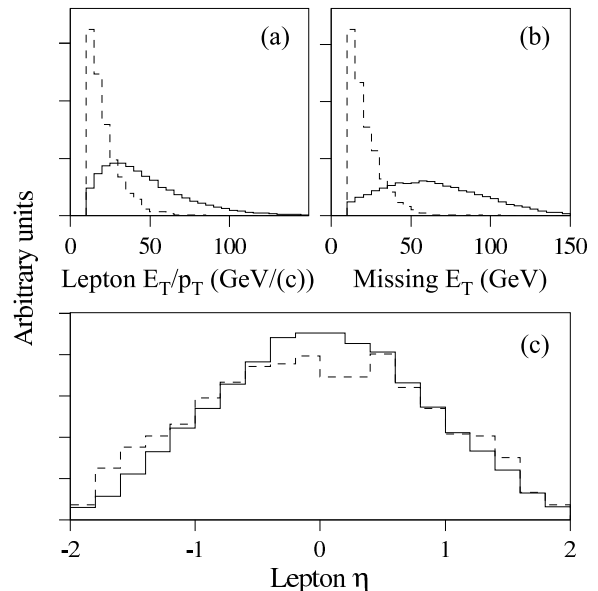 (a)
(b)
0 50 100
0 50 100 150
Lepton E_T/p_T (GeV/(c))
Missing E_T (GeV)
Arbitrary units
(c)
-2 -1 0 1 2
Lepton η